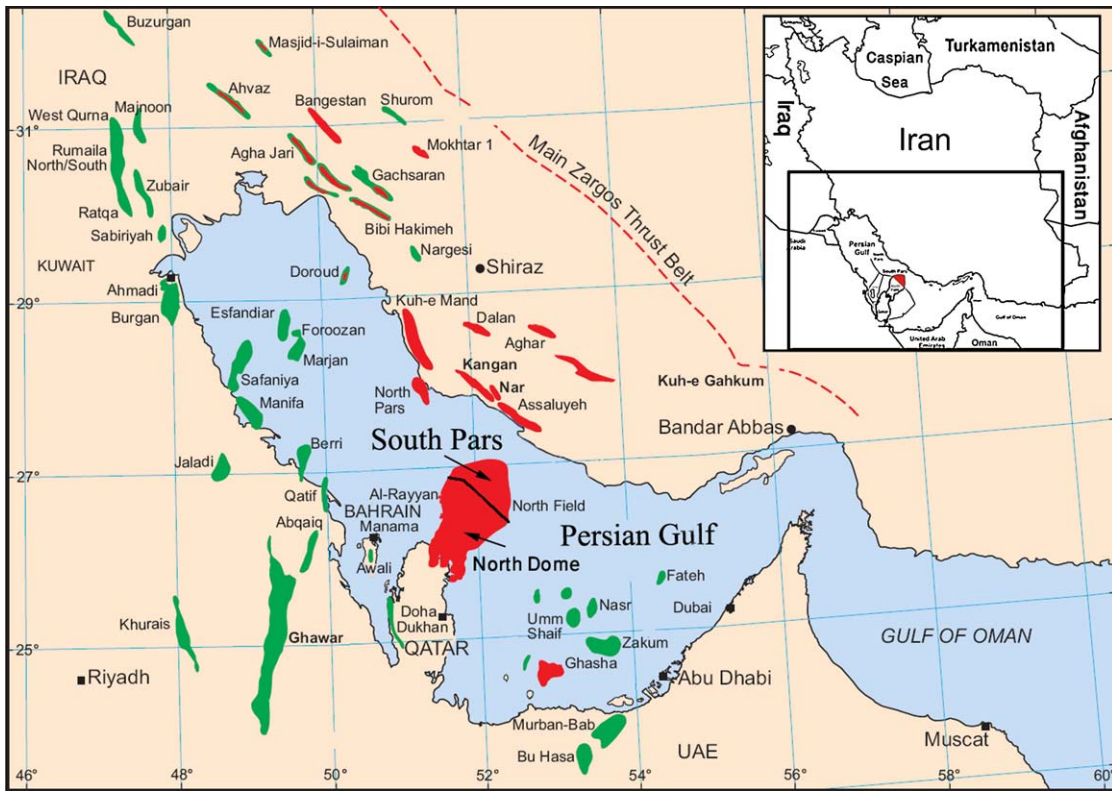 Buzurgan
Masjid-i-Sulaiman
IRAQ
Ahvaz
Majnoon
West Qurna
Bangestan
Shurom
31°
Mokhtar 1
Rumaila
North/South
Agha Jari
Gachsaran
Zubair
Ratqa
Bibi Hakimeh
Sabiriyah
Nargesi
Main Zargos Thrust Belt
KUWAIT
Doroud
Shiraz
29°
Ahmadi
Burgan
Esfandiar
Kuh-e Mand
Foroozan
Dalan
Marjan
Aghar
Safaniya
Kangan
Manifa
North
Pars
Nar
Assaluyeh
Kuh-e Gahkum
Bandar Abbas
South Pars
Berri
Jaladi
27°
Qatif
Al-Rayyan
North Field
BAHRAIN
Manama
Abqaiq
Persian Gulf
Awali
North Dome
Fateh
Doha
Dukhan
Nasr
Umm
Shaif
Dubai
Khurais
Ghawar
25°
QATAR
Zakum
GULF OF OMAN
Ghasha
Riyadh
Abu Dhabi
Murban-Bab
Muscat
Bu Hasa
UAE
46°
48°
50°
52°
54°
56°
58°
60°
Caspian
Sea
Turkamenistan
Iraq
Iran
Afghanistan
Saudi
Arabia
Persian
Gulf
South Pars
Gulf of Oman
United Arab
Emirates
Oman